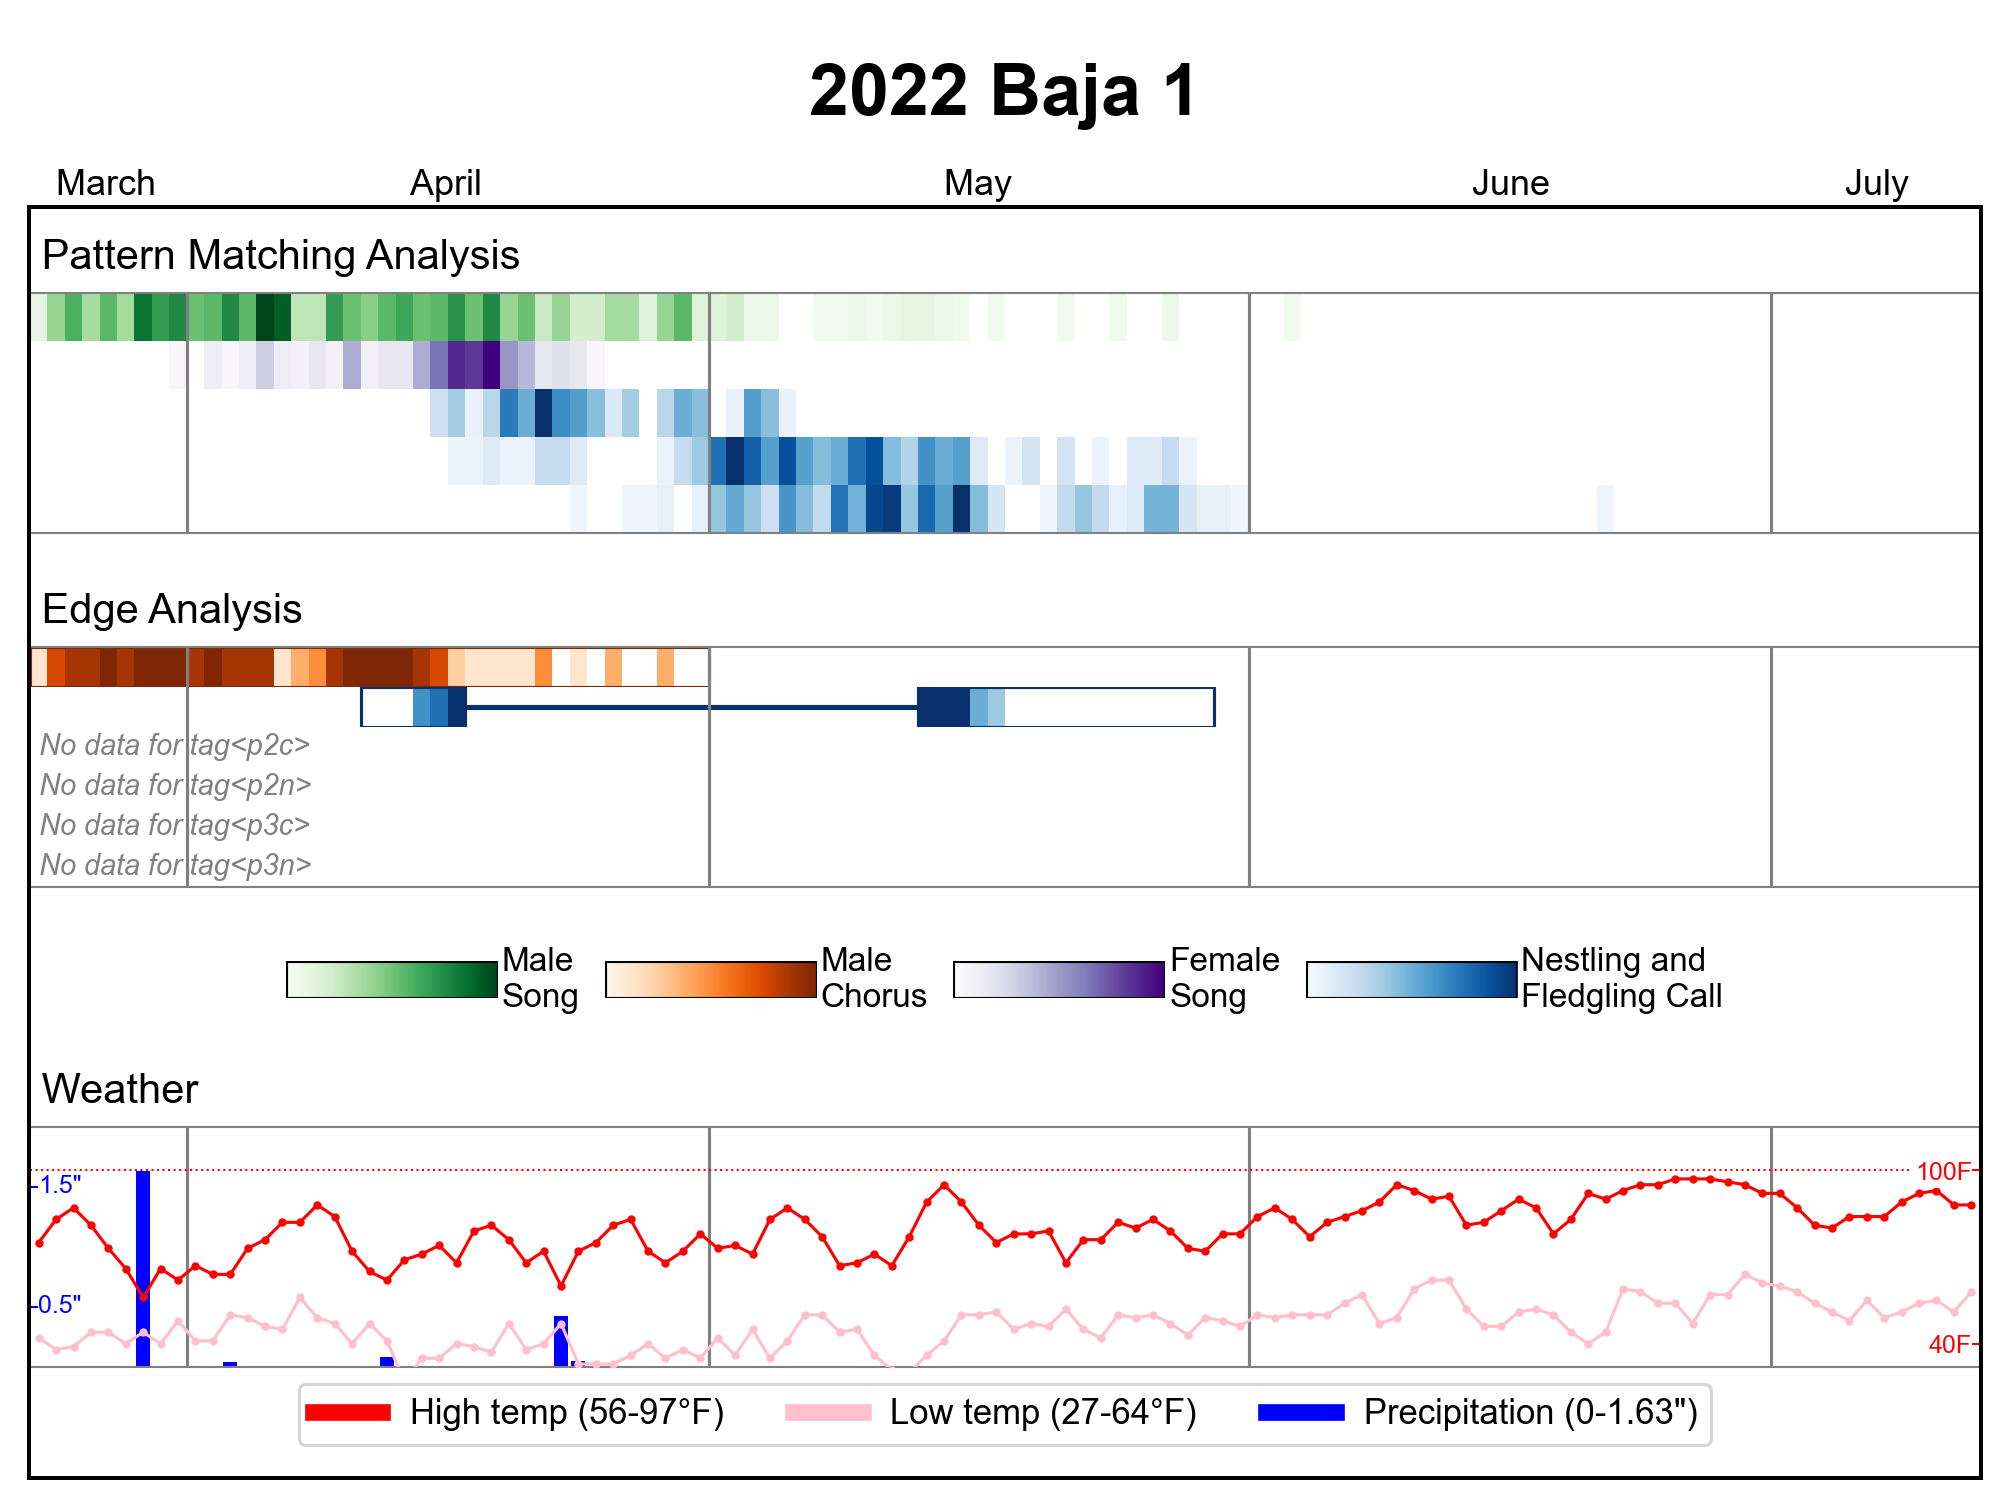 2022 Baja 1
March April May June July
Pattern Matching Analysis
Edge Analysis
No data for tag<p2c>
No data for tag<p2n>
No data for tag<p3c>
No data for tag<p3n>
Male Song
Male Chorus
Female Song
Nestling and Fledgling Call
Weather
1.5"
100F
0.5"
40F
High temp (56-97°F) Low temp (27-64°F) Precipitation (0-1.63")